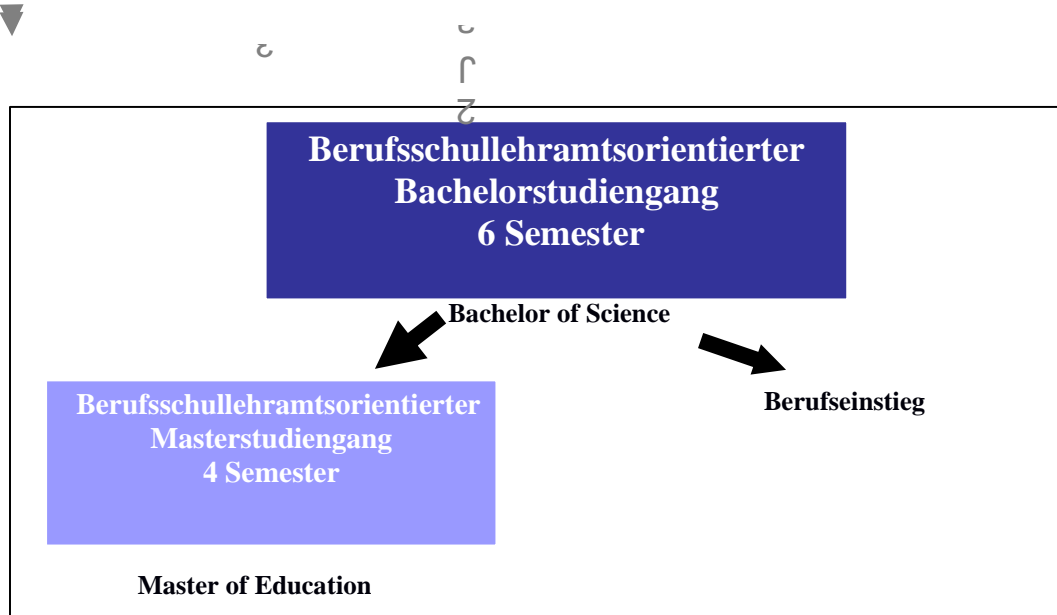 Berufsschullehramtsorientierter
Bachelorstudiengang
6 Semester
Bachelor of Science
Berufsschullehramtsorientierter
Masterstudiengang
4 Semester
Berufseinstieg
Master of Education